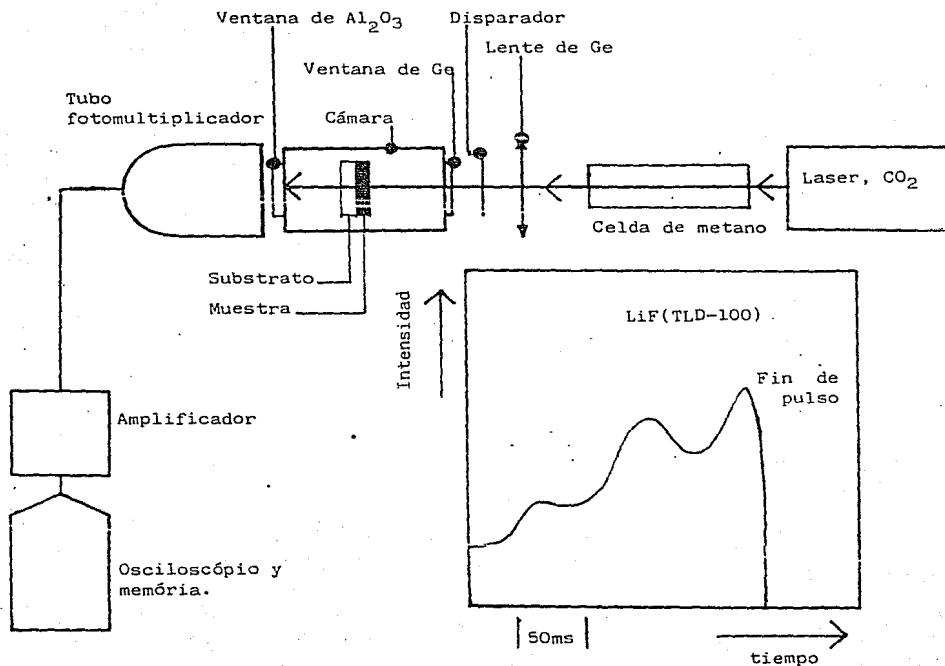 Ventana de Al2O3
Disparador
Lente de Ge
Ventana de Ge
Tubo
fotomultiplicador
Cámara
Laser, CO2
Celda de metano
Substrato
Muestra
Intensidad
LiF(TLD-100)
Fin de
pulso
Amplificador
Osciloscópio y
memória.
50ms
tiempo